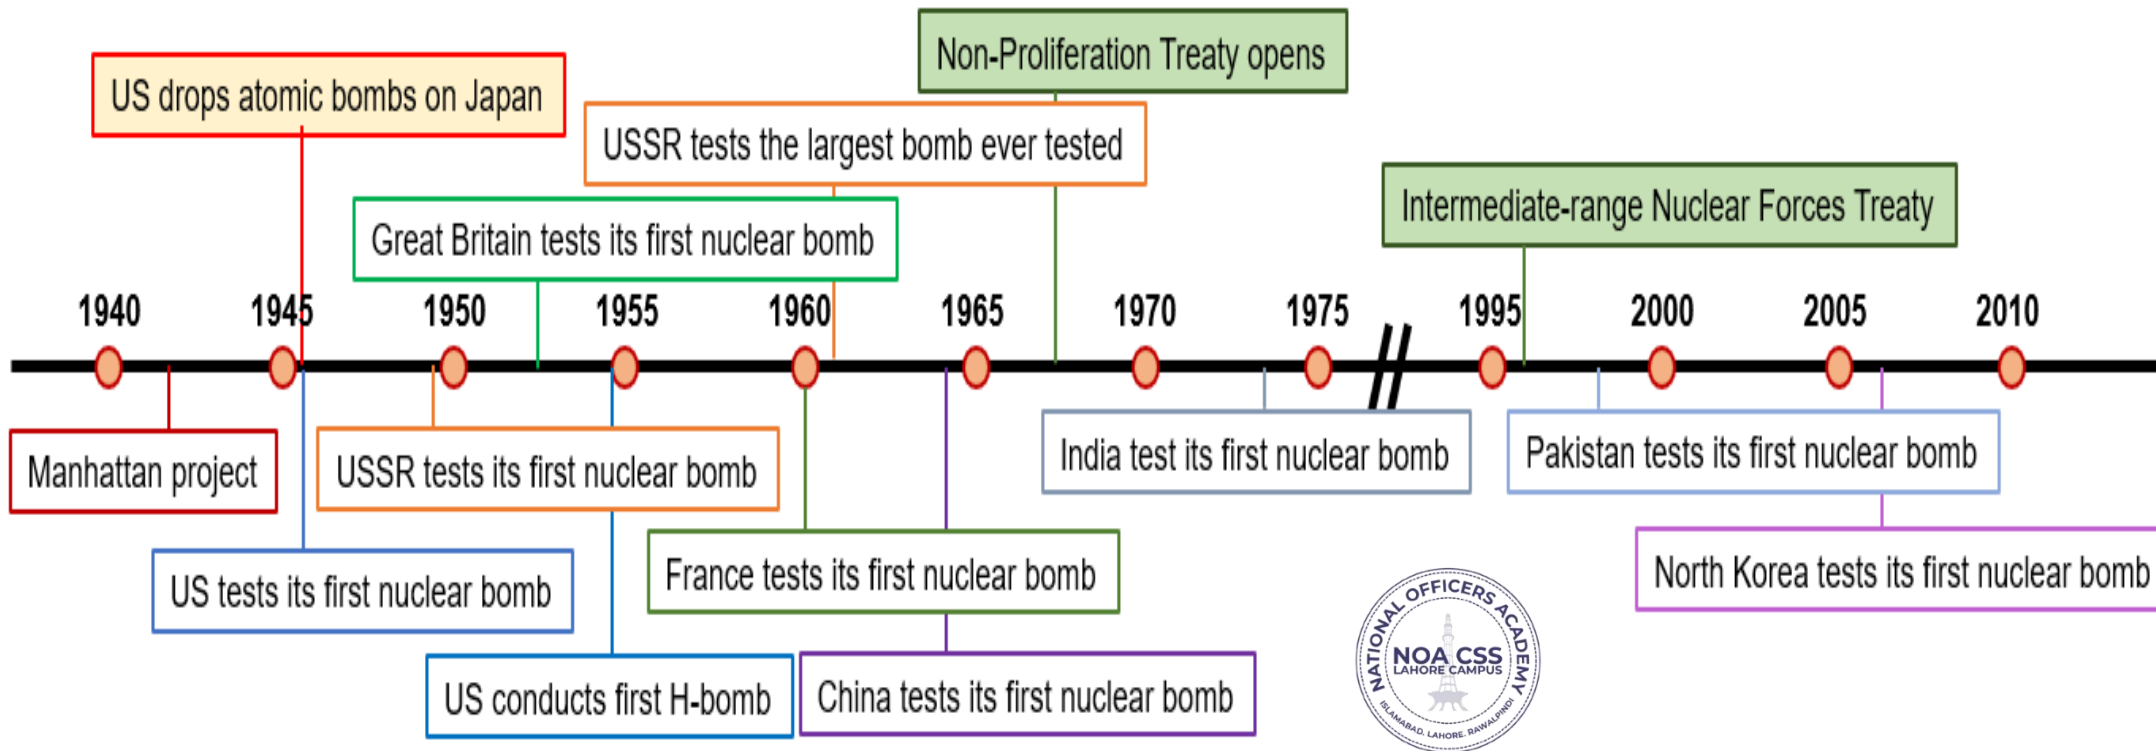 Non-Proliferation Treaty opens
US drops atomic bombs on Japan
USSR tests the largest bomb ever tested
Intermediate-range Nuclear Forces Treaty
Great Britain tests its first nuclear bomb
1940 1945 1950 1955 1960 1965 1970 1975 1995 2000 2005 2010
Manhattan project
USSR tests its first nuclear bomb
India test its first nuclear bomb
Pakistan tests its first nuclear bomb
US tests its first nuclear bomb
France tests its first nuclear bomb
North Korea tests its first nuclear bomb
US conducts first H-bomb
China tests its first nuclear bomb
NATIONAL OFFICERS ACADEMY
NOA CSS
LAHORE CAMPUS
ISLAMABAD. LAHORE. RAWALPINDI